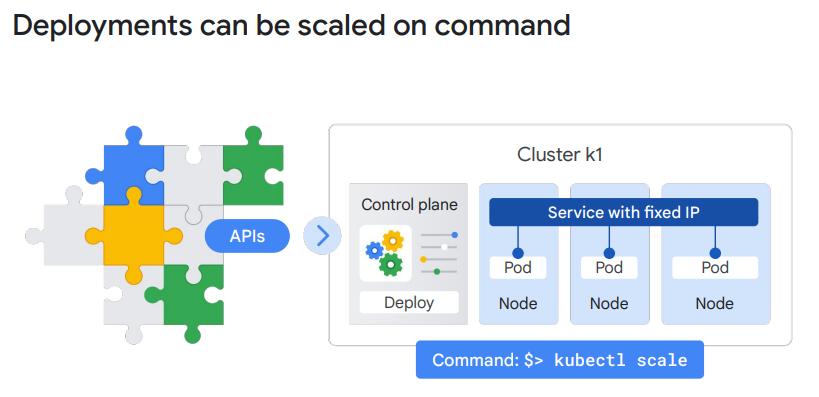 Deployments can be scaled on command
APIs
Cluster k1
Control plane
Deploy
Service with fixed IP
Pod
Pod
Pod
Node
Node
Node
Command: $> kubectl scale